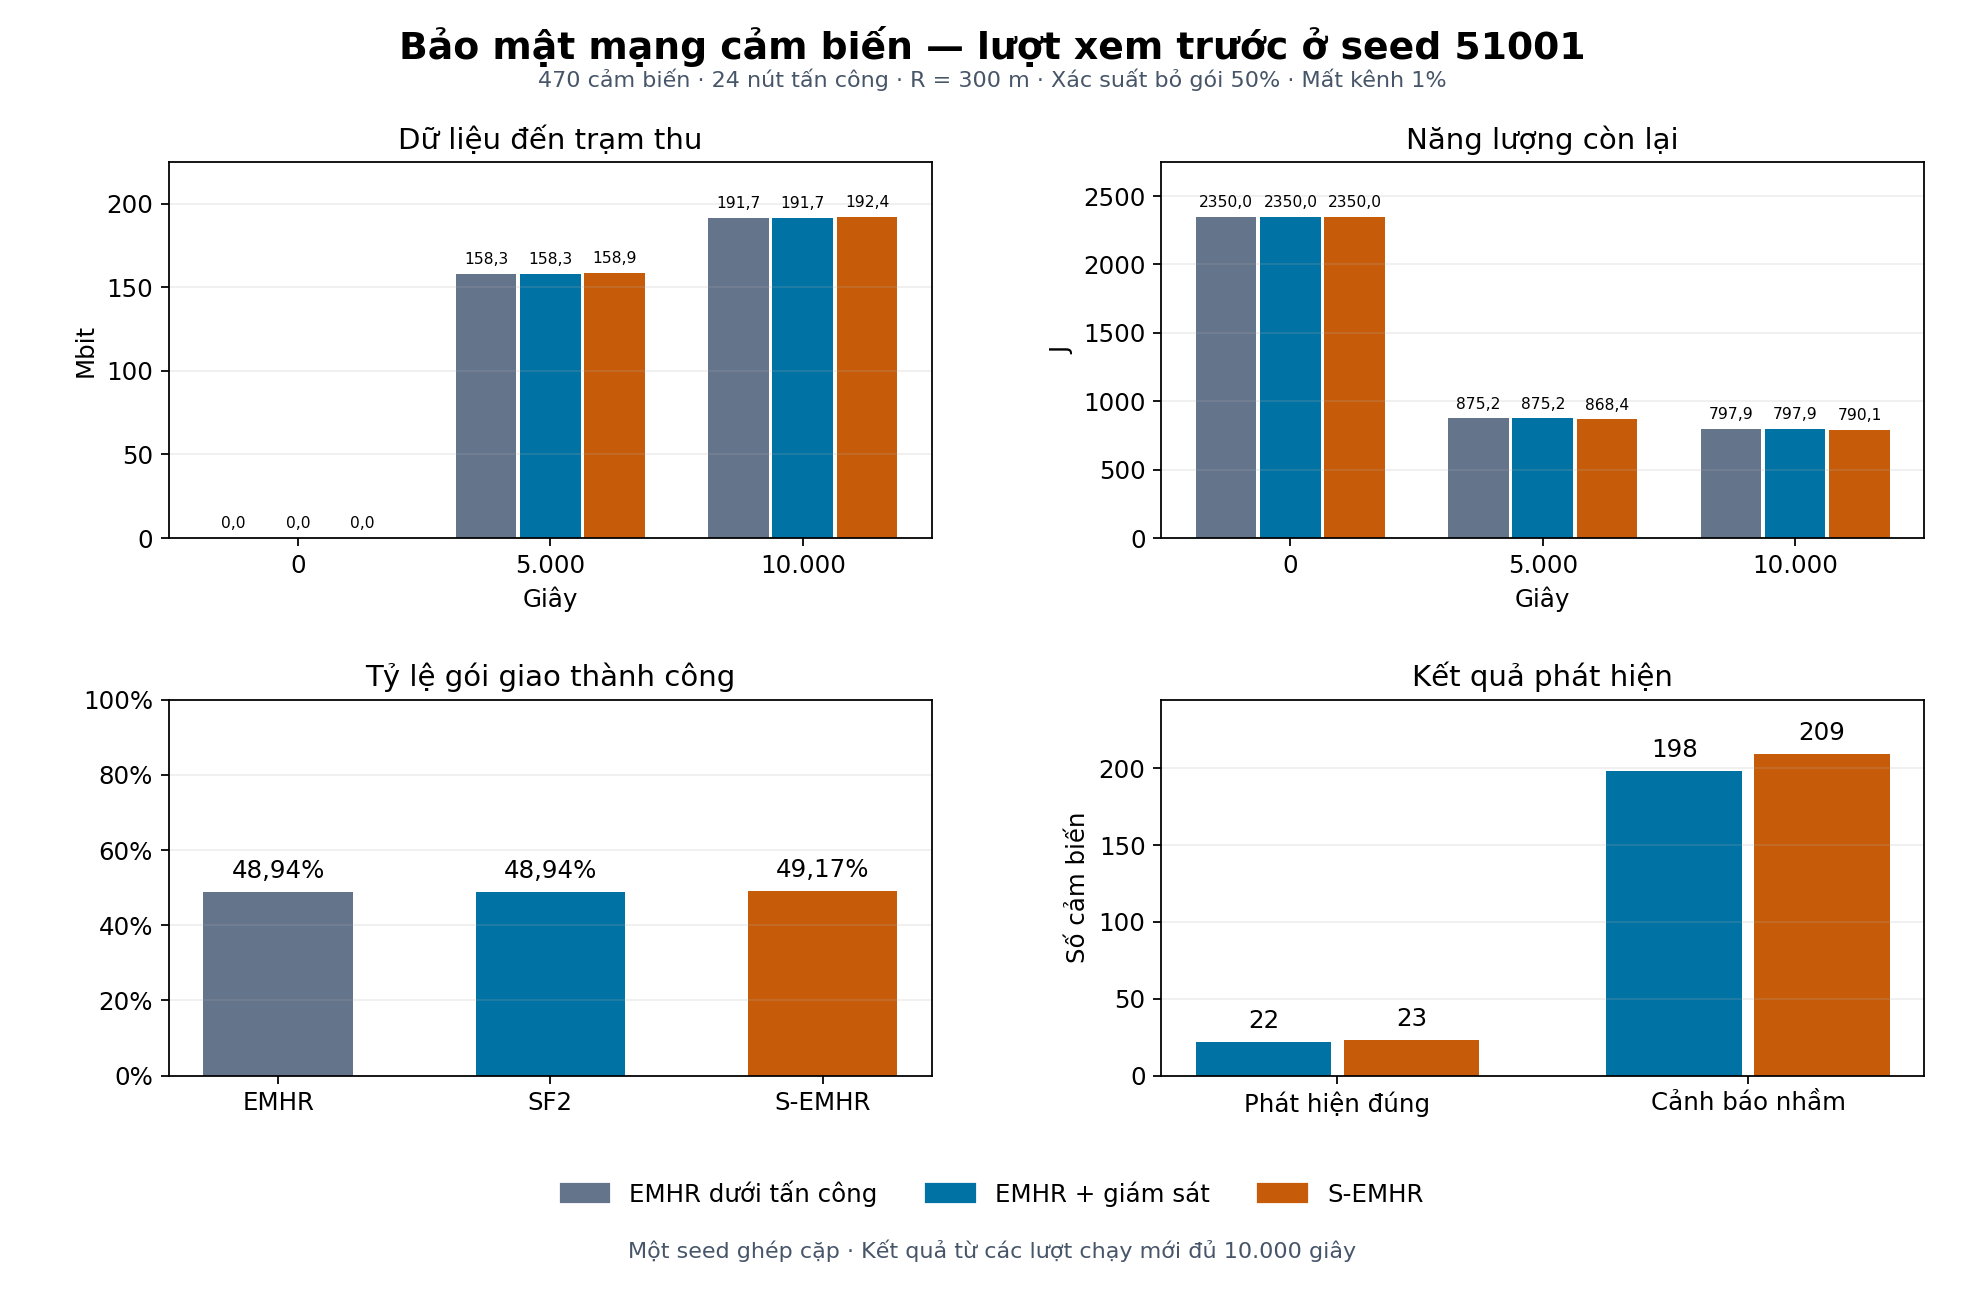 Bảo mật mạng cảm biến — lượt xem trước ở seed 51001
470 cảm biến · 24 nút tấn công · R = 300 m · Xác suất bỏ gói 50% · Mất kênh 1%
Dữ liệu đến trạm thu
Mbit
200
150
100
50
0
0,0 0,0 0,0
158,3 158,3 158,9
191,7 191,7 192,4
0 5.000 10.000
Giây
Năng lượng còn lại
J
2500
2000
1500
1000
500
0
2350,0 2350,0 2350,0
875,2 875,2 868,4
797,9 797,9 790,1
0 5.000 10.000
Giây
Tỷ lệ gói giao thành công
100%
80%
60%
40%
20%
0%
48,94% 48,94% 49,17%
EMHR SF2 S-EMHR
Kết quả phát hiện
Số cảm biến
200
150
100
50
0
22 23 198 209
Phát hiện đúng Cảnh báo nhầm
EMHR dưới tấn công EMHR + giám sát S-EMHR
Một seed ghép cặp · Kết quả từ các lượt chạy mới đủ 10.000 giây